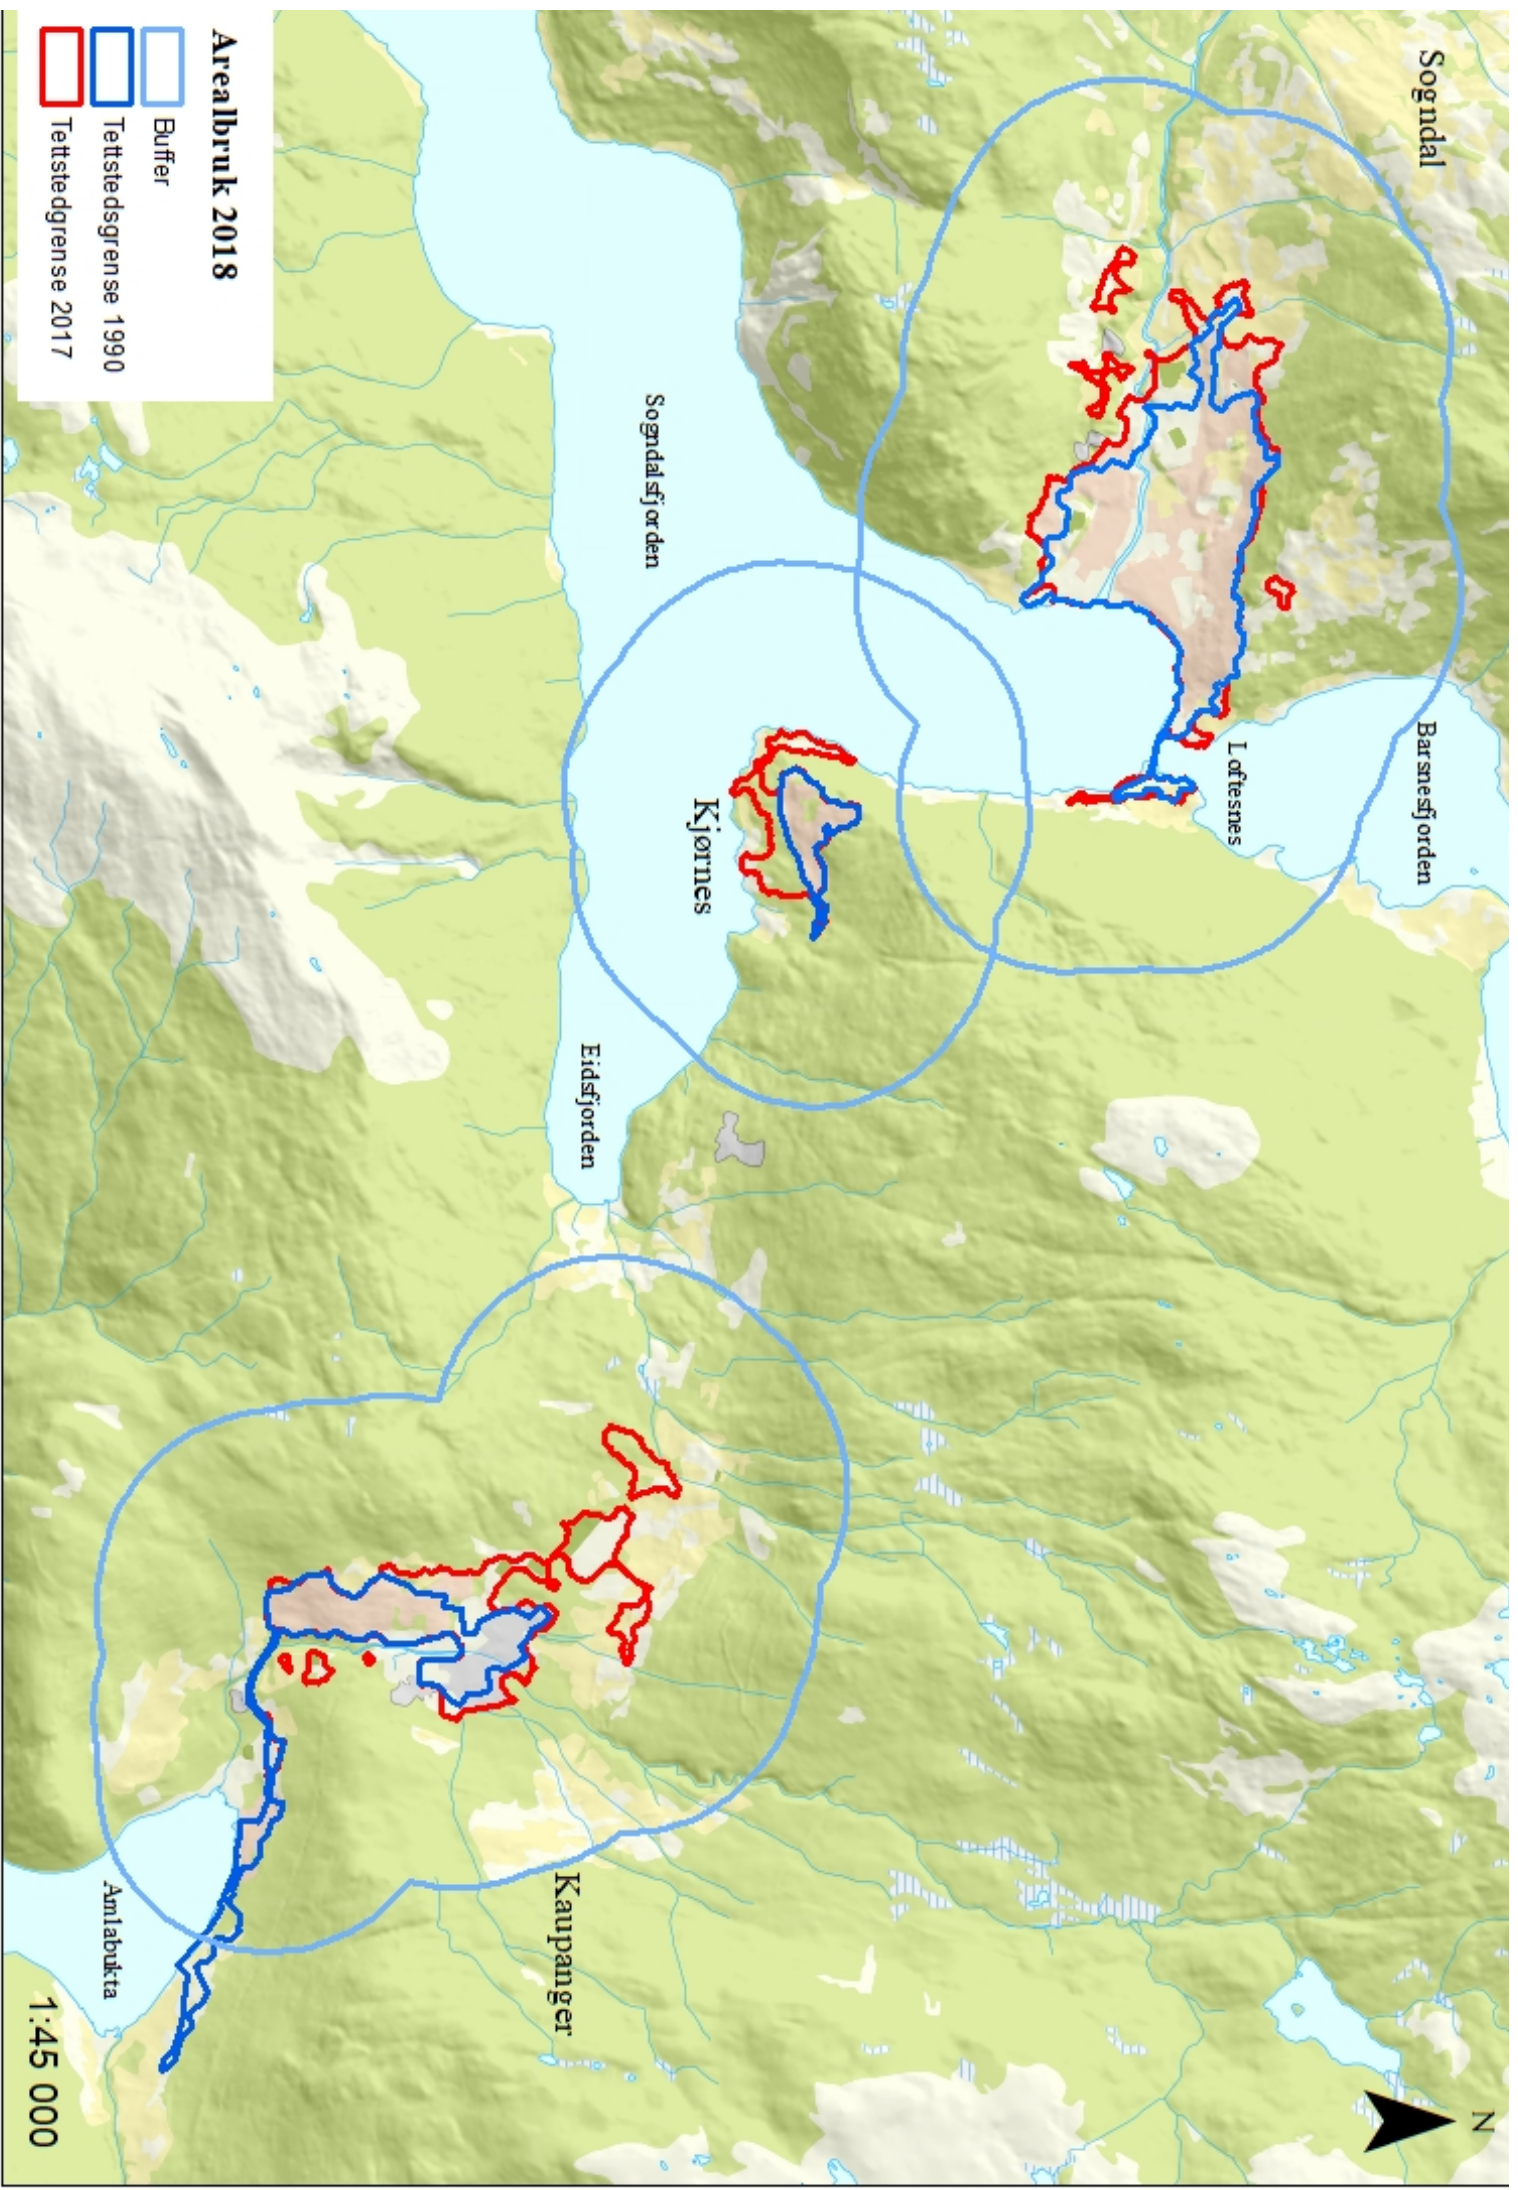 Sogndal
Barsnesfjorden
Loftesnes
Kjørnes
Sogndalsfjorden
Eidsfjorden
Kaupanger
Amlabukta
N
Arealbruk 2018
Buffer
Tettstedsgrense 1990
Tettstedgrense 2017
1:45 000